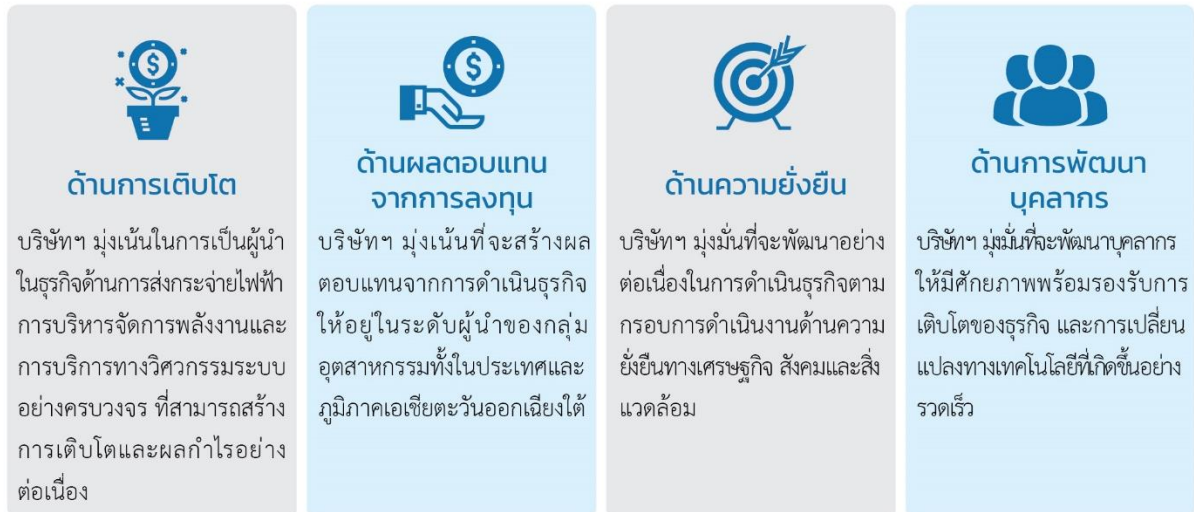 ด้านการเติบโต
บริษัทฯ มุ่งเน้นในการเป็นผู้นำ
ในธุรกิจด้านการส่งกระจ่ายไฟฟ้า
การบริหารจัดการพลังงานและ
การบริการทางวิศวกรรมระบบ
อย่างครบวงจร ที่สามารถสร้าง
การเติบโตและผลกำไรอย่าง
ต่อเนื่อง
ด้านผลตอบแทน
จากการลงทุน
บริษัทฯ มุ่งเน้นที่จะสร้างผล
ตอบแทนจากการดำเนินธุรกิจ
ให้อยู่ในระดับผู้นำของกลุ่ม
อุตสาหกรรมทั้งในประเทศและ
ภูมิภาคเอเชียตะวันออกเฉียงใต้
ด้านความยั่งยืน
บริษัทฯ มุ่งมั่นที่จะพัฒนาอย่าง
ต่อเนื่องในการดำเนินธุรกิจตาม
กรอบการดำเนินงานด้านความ
ยั่งยืนทางเศรษฐกิจ สังคมและสิ่ง
แวดล้อม
ด้านการพัฒนา
บุคลากร
บริษัทฯ มุ่งมั่นที่จะพัฒนาบุคลากร
ให้มีศักยภาพพร้อมรองรับการ
เติบโตของธุรกิจ และการเปลี่ยน
แปลงทางเทคโนโลยีที่เกิดขึ้นอย่าง
รวดเร็ว